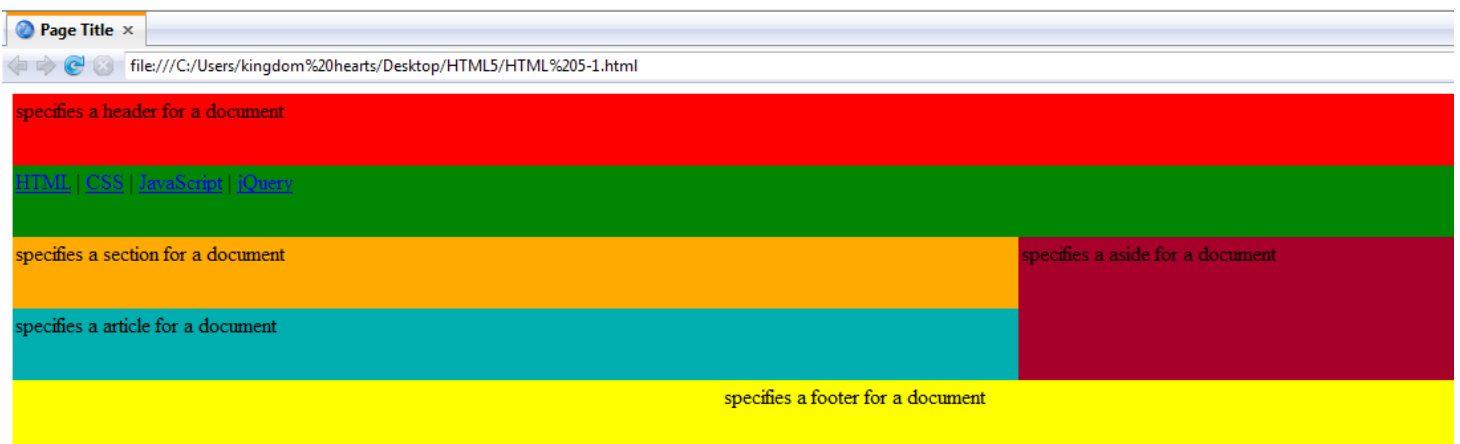 Page Title ×
file:///C:/Users/kingdom%20hearts/Desktop/HTML5/HTML%205-1.html
specifies a header for a document
HTML | CSS | JavaScript | jQuery
specifies a section for a document
specifies a aside for a document
specifies a article for a document
specifies a footer for a document